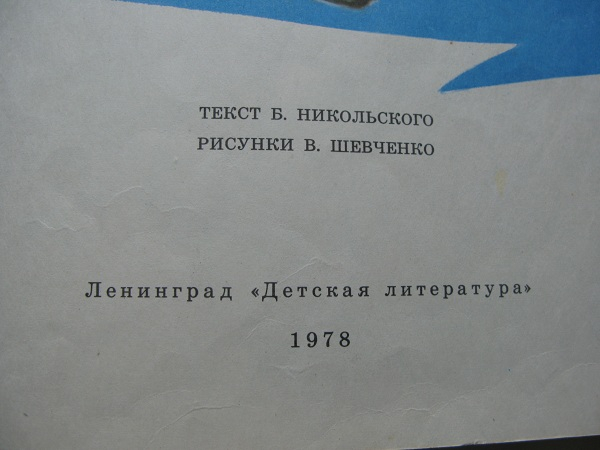 ТЕКСТ Б. НИКОЛЬСКОГО
РИСУНКИ В. ШЕВЧЕНКО
Ленинград «Детская литература»
1978